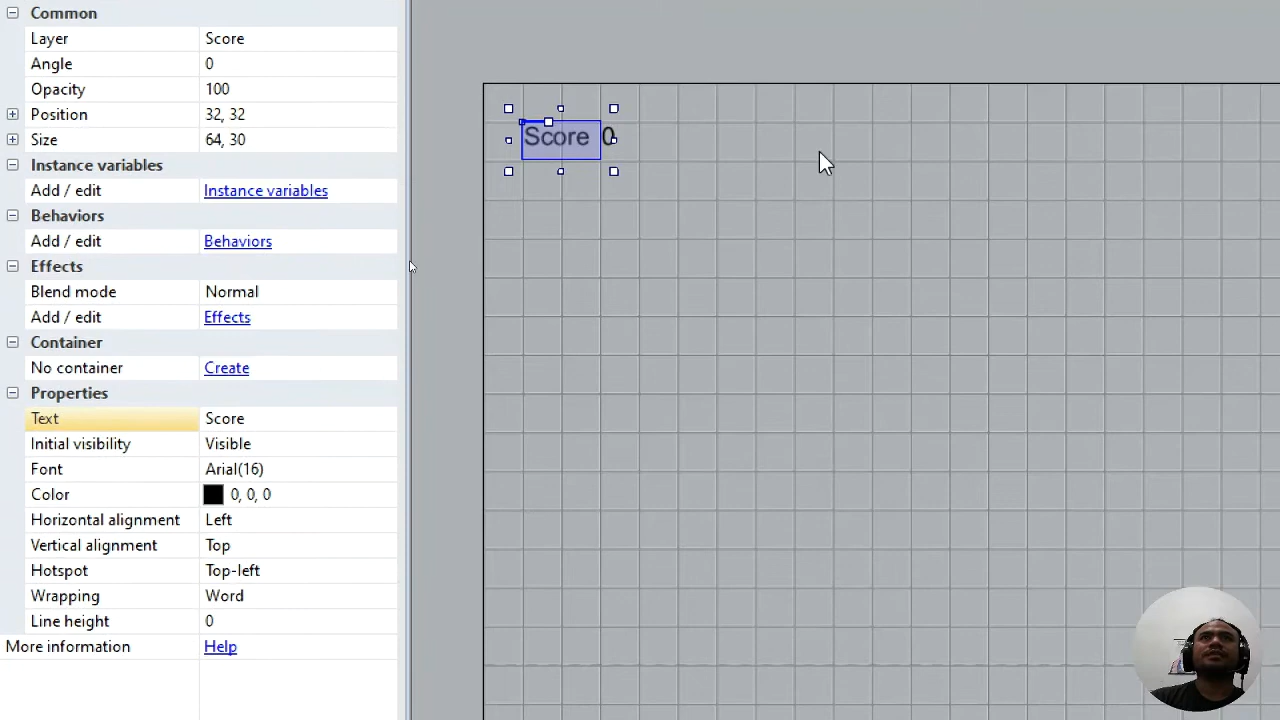 Common
Layer Score
Angle 0
Opacity 100
Position 32, 32
Size 64, 30
Instance variables
Add / edit Instance variables
Behaviors
Add / edit Behaviors
Effects
Blend mode Normal
Add / edit Effects
Container
No container Create
Properties
Text Score
Initial visibility Visible
Font Arial(16)
Color 0, 0, 0
Horizontal alignment Left
Vertical alignment Top
Hotspot Top-left
Wrapping Word
Line height 0
More information Help
Score 0